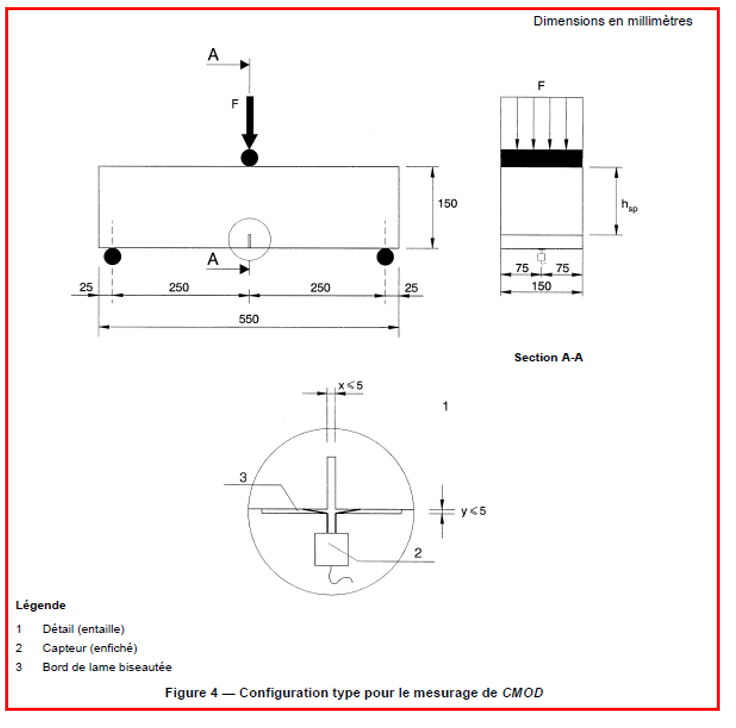 Dimensions en millimètres
A
F
F
150
h_sp
A
25 250 250 25
75 75
550
150
Section A-A
x ⩽ 5
1
3
y ⩽ 5
2
Légende
1 Détail (entaille)
2 Capteur (enfiché)
3 Bord de lame biseautée
Figure 4 — Configuration type pour le mesurage de CMOD